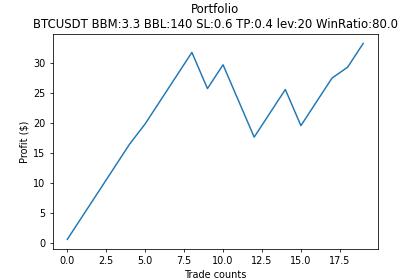 Portfolio
BTCUSDT BBM:3.3 BBL:140 SL:0.6 TP:0.4 lev:20 WinRatio:80.0
Profit ($)
30
25
20
15
10
5
0
0.0 2.5 5.0 7.5 10.0 12.5 15.0 17.5
Trade counts